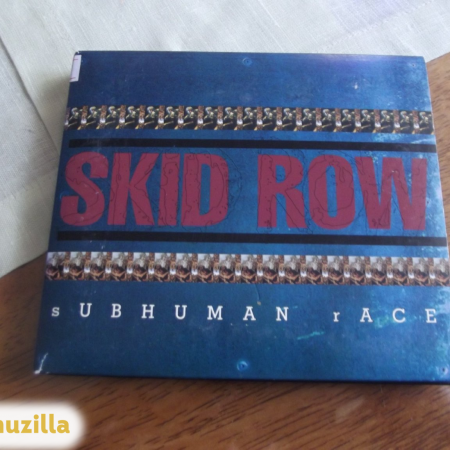 SKID ROW
sUBHUMAN rACE
uzilla